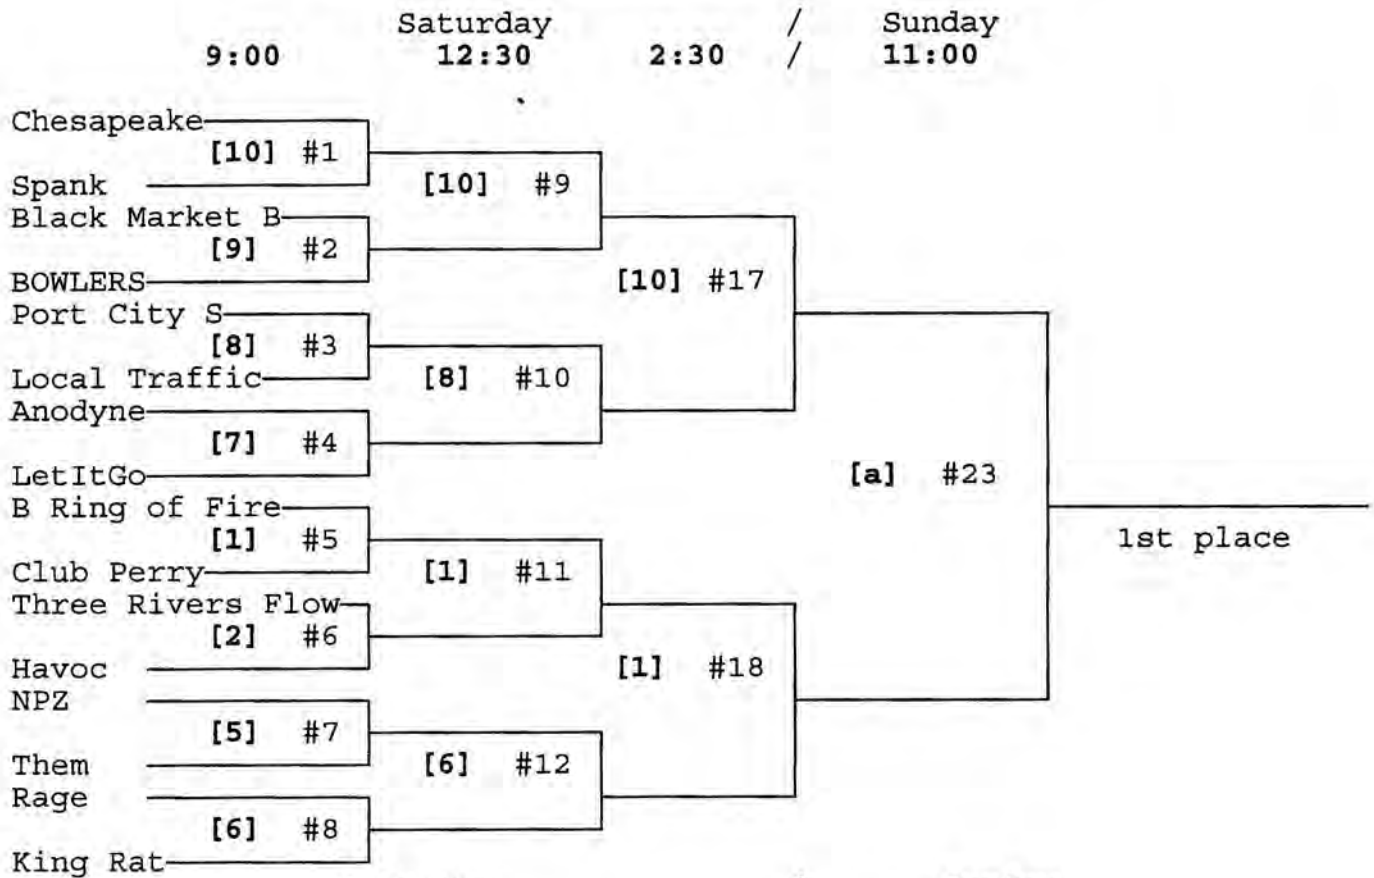 Saturday / Sunday
9:00 12:30 2:30 / 11:00
Chesapeake
[10] #1
Spank [10] #9
Black Market B
[9] #2
BOWLERS [10] #17
Port City S
[8] #3
Local Traffic [8] #10
Anodyne
[7] #4
LetItGo [a] #23
B Ring of Fire
[1] #5 1st place
Club Perry [1] #11
Three Rivers Flow
[2] #6
Havoc [1] #18
NPZ
[5] #7
Them [6] #12
Rage
[6] #8
King Rat